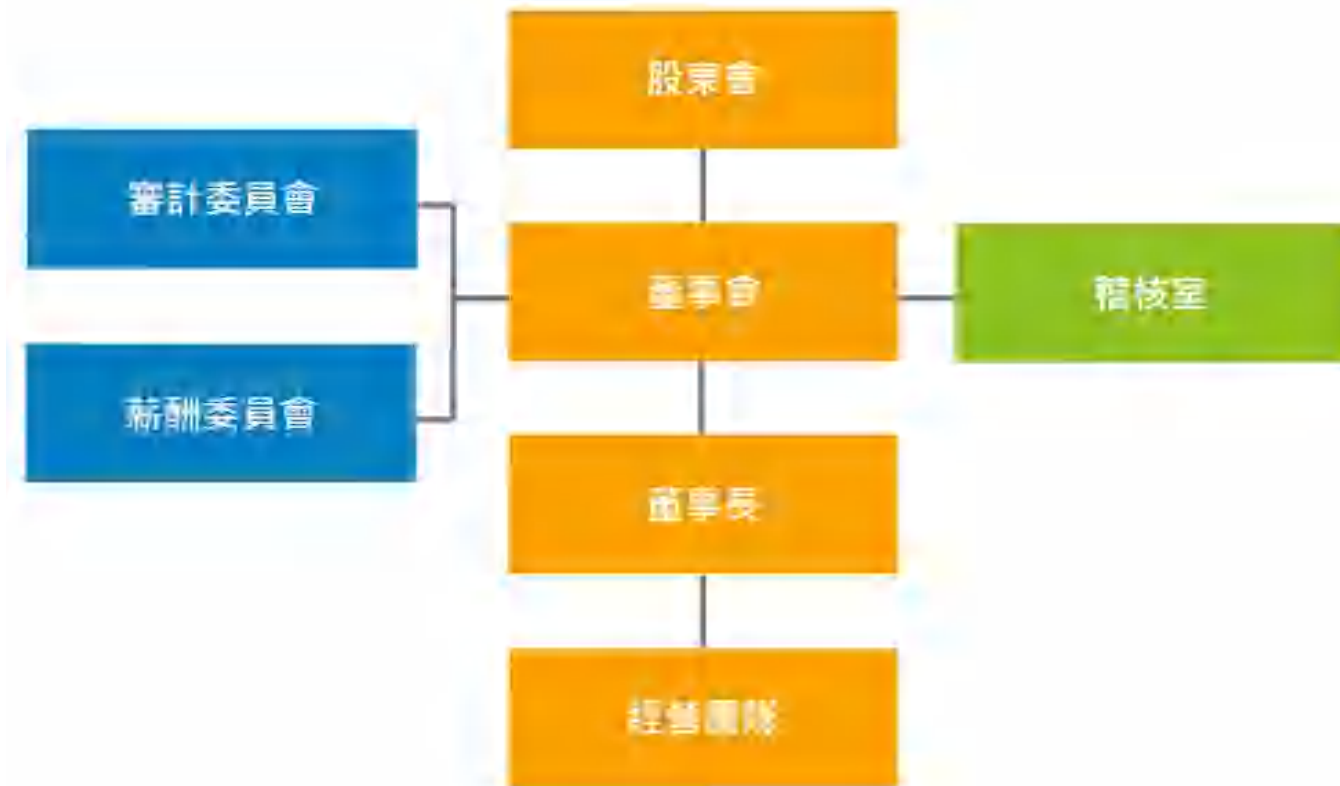 股東會
審計委員會
董事會
稽核室
薪酬委員會
董事長
經營團隊